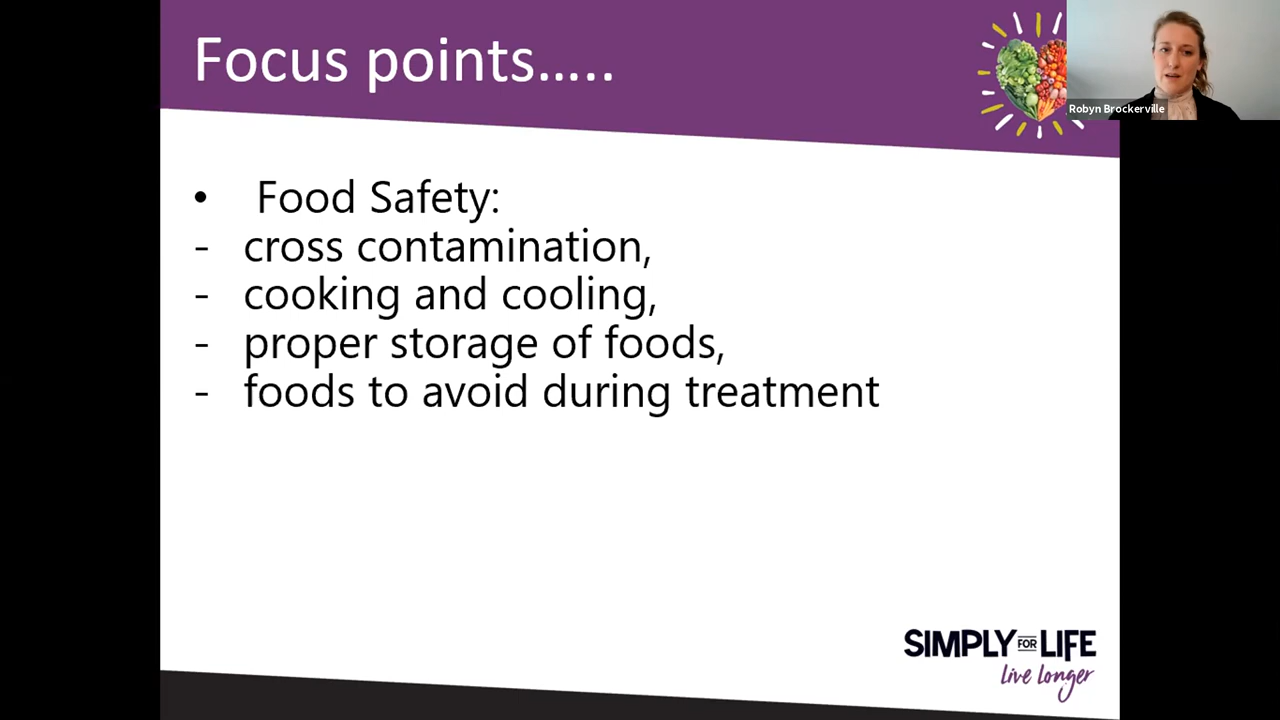 Focus points.....
Robyn Brockerville
• Food Safety:
- cross contamination,
- cooking and cooling,
- proper storage of foods,
- foods to avoid during treatment
SIMPLY FOR LIFE
live longer